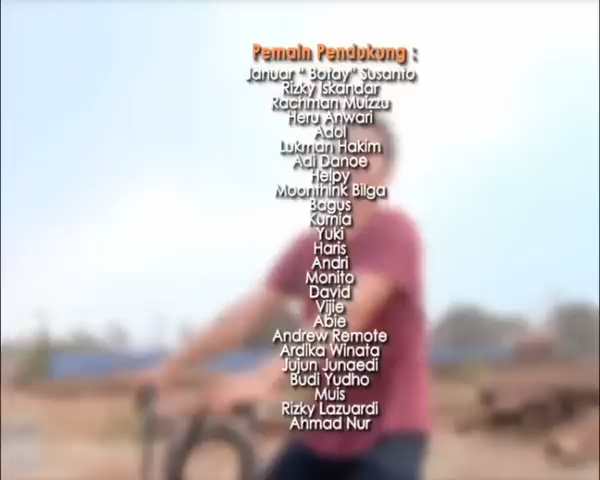 Pemain Pendukung :
Januar " Botay" Susanto
Rizky Iskandar
Rachman Muizzu
Heru Anwari
Adol
Lukman Hakim
Adi Danoe
Helpy
Moonthink Bilga
Bagus
Kurnia
Yuki
Haris
Andri
Monito
David
Vijie
Abie
Andrew Remote
Ardika Winata
Jujun Junaedi
Budi Yudho
Muis
Rizky Lazuardi
Ahmad Nur